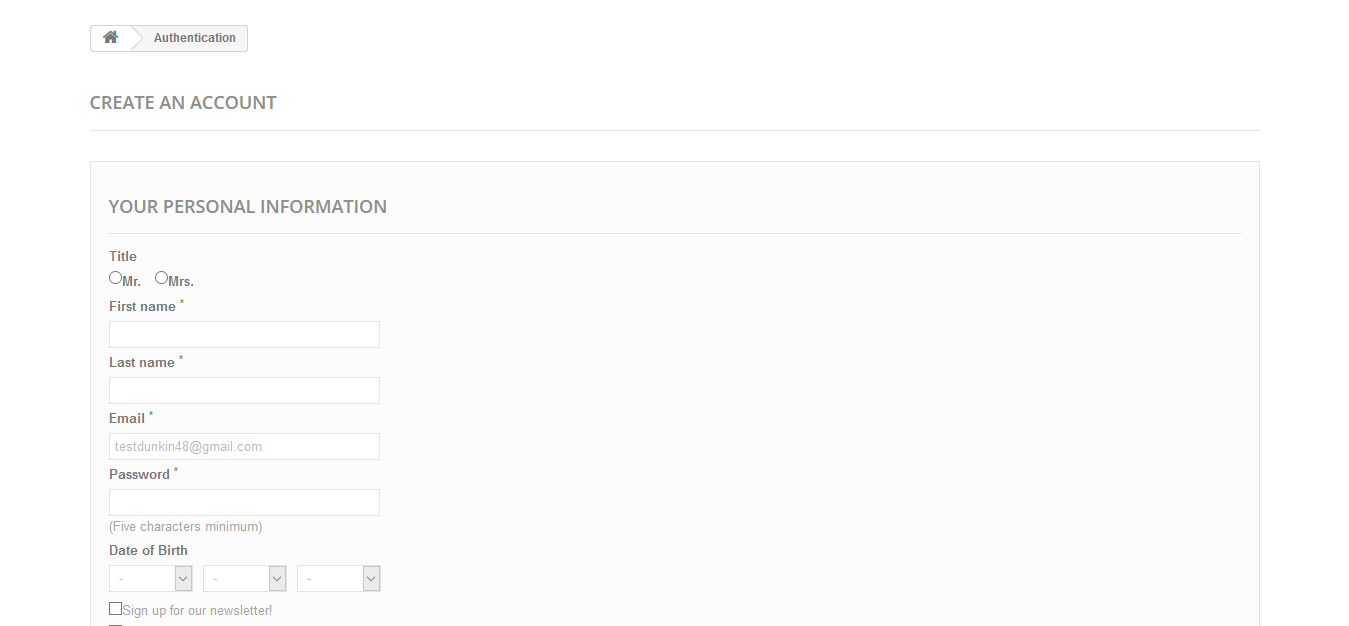 Authentication
CREATE AN ACCOUNT
YOUR PERSONAL INFORMATION
Title
Mr. Mrs.
First name *
Last name *
Email *
testdunkin48@gmail.com
Password *
(Five characters minimum)
Date of Birth
- - -
Sign up for our newsletter!